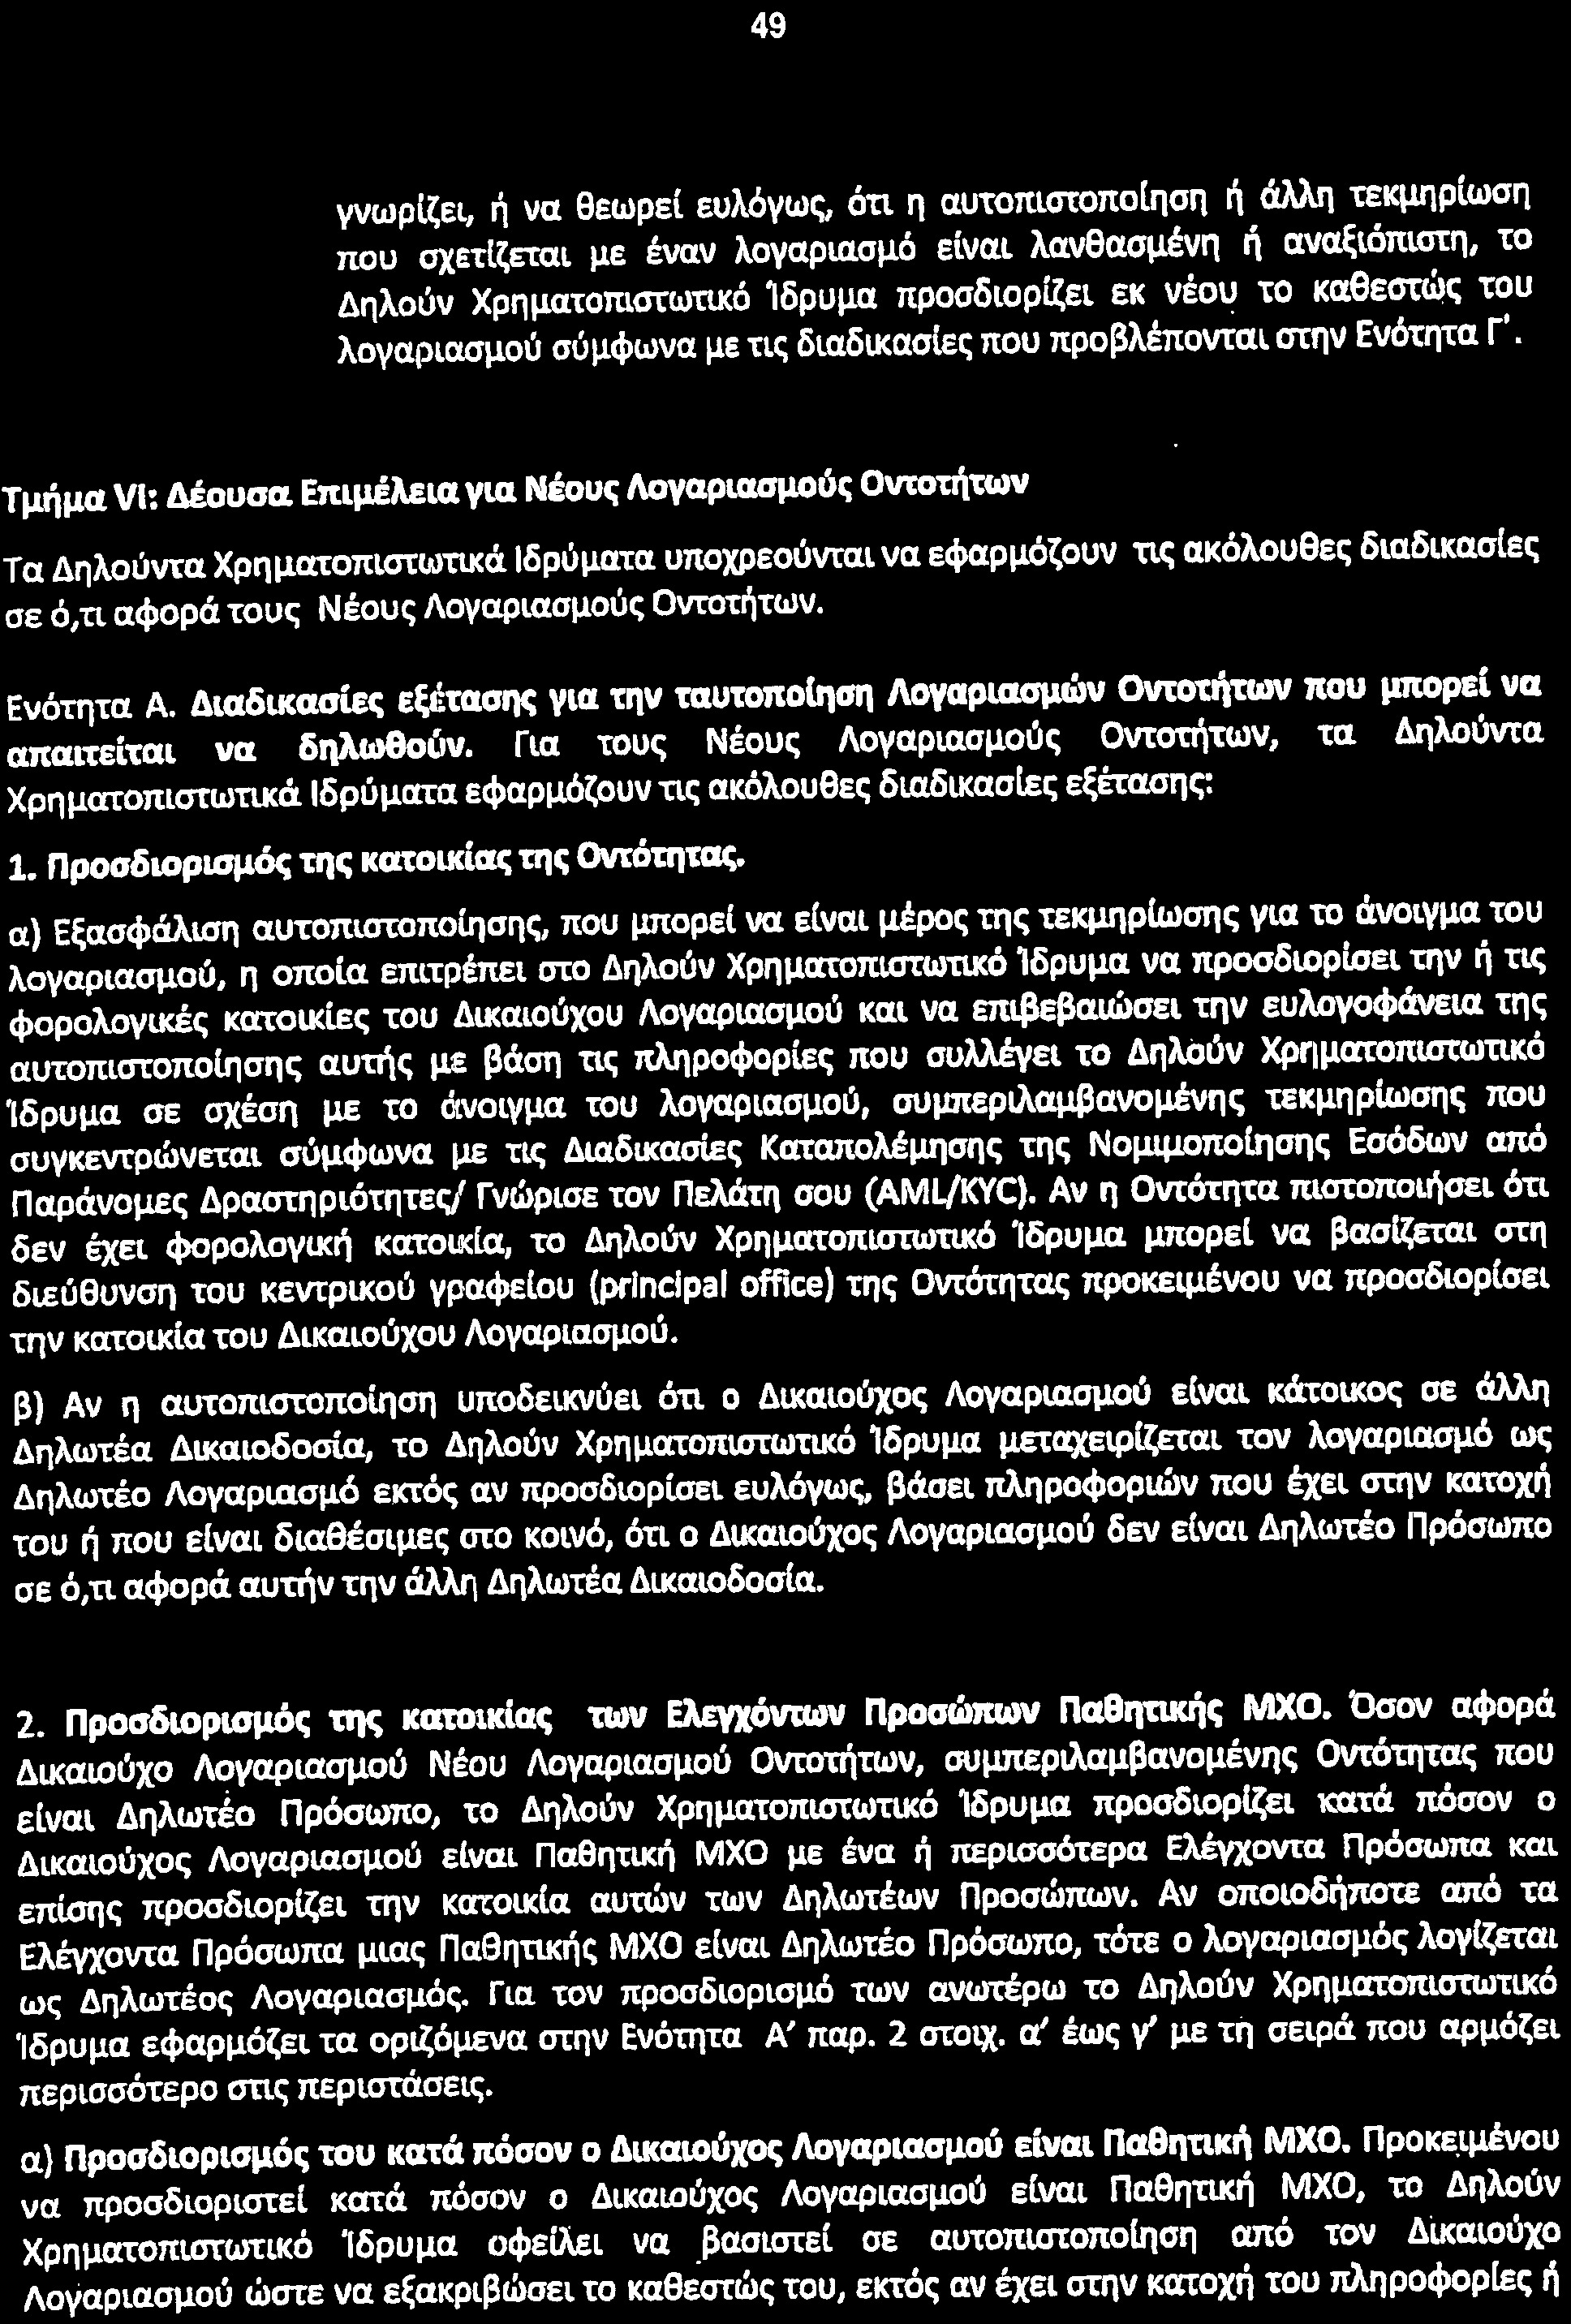 49
γνωρίζει, ή να θεωρεί ευλόγως, ότι η αυτοπιστοποίηση ή άλλη τεκμηρίωση
που σχετίζεται με έναν λογαριασμό είναι λανθασμένη ή αναξιόπιστη, το
Δηλούν Χρηματοπιστωτικό Ίδρυμα προσδιορίζει εκ νέου το καθεστώς του
λογαριασμού σύμφωνα με τις διαδικασίες που προβλέπονται στην Ενότητα Γ'.
Τμήμα VI: Δέουσα Επιμέλεια για Νέους Λογαριασμούς Οντοτήτων
Τα Δηλούντα Χρηματοπιστωτικά Ιδρύματα υποχρεούνται να εφαρμόζουν τις ακόλουθες διαδικασίες
σε ό,τι αφορά τους Νέους Λογαριασμούς Οντοτήτων.
Ενότητα Α. Διαδικασίες εξέτασης για την ταυτοποίηση Λογαριασμών Οντοτήτων που μπορεί να
απαιτείται να δηλωθούν. Για τους Νέους Λογαριασμούς Οντοτήτων, τα Δηλούντα
Χρηματοπιστωτικά Ιδρύματα εφαρμόζουν τις ακόλουθες διαδικασίες εξέτασης:
1. Προσδιορισμός της κατοικίας της Οντότητας.
α) Εξασφάλιση αυτοπιστοποίησης, που μπορεί να είναι μέρος της τεκμηρίωσης για το άνοιγμα του
λογαριασμού, η οποία επιτρέπει στο Δηλούν Χρηματοπιστωτικό Ίδρυμα να προσδιορίσει την ή τις
φορολογικές κατοικίες του Δικαιούχου Λογαριασμού και να επιβεβαιώσει την ευλογοφάνεια της
αυτοπιστοποίησης αυτής με βάση τις πληροφορίες που συλλέγει το Δηλούν Χρηματοπιστωτικό
Ίδρυμα σε σχέση με το άνοιγμα του λογαριασμού, συμπεριλαμβανομένης τεκμηρίωσης που
συγκεντρώνεται σύμφωνα με τις Διαδικασίες Καταπολέμησης της Νομιμοποίησης Εσόδων από
Παράνομες Δραστηριότητες/ Γνώρισε τον Πελάτη σου (AML/KYC). Αν η Οντότητα πιστοποιήσει ότι
δεν έχει φορολογική κατοικία, το Δηλούν Χρηματοπιστωτικό Ίδρυμα μπορεί να βασίζεται στη
διεύθυνση του κεντρικού γραφείου (principal office) της Οντότητας προκειμένου να προσδιορίσει
την κατοικία του Δικαιούχου Λογαριασμού.
β) Αν η αυτοπιστοποίηση υποδεικνύει ότι ο Δικαιούχος Λογαριασμού είναι κάτοικος σε άλλη
Δηλωτέα Δικαιοδοσία, το Δηλούν Χρηματοπιστωτικό Ίδρυμα μεταχειρίζεται τον λογαριασμό ως
Δηλωτέο Λογαριασμό εκτός αν προσδιορίσει ευλόγως, βάσει πληροφοριών που έχει στην κατοχή
του ή που είναι διαθέσιμες στο κοινό, ότι ο Δικαιούχος Λογαριασμού δεν είναι Δηλωτέο Πρόσωπο
σε ό,τι αφορά αυτήν την άλλη Δηλωτέα Δικαιοδοσία.
2. Προσδιορισμός της κατοικίας των Ελεγχόντων Προσώπων Παθητικής ΜΧΟ. Όσον αφορά
Δικαιούχο Λογαριασμού Νέου Λογαριασμού Οντοτήτων, συμπεριλαμβανομένης Οντότητας που
είναι Δηλωτέο Πρόσωπο, το Δηλούν Χρηματοπιστωτικό Ίδρυμα προσδιορίζει κατά πόσον ο
Δικαιούχος Λογαριασμού είναι Παθητική ΜΧΟ με ένα ή περισσότερα Ελέγχοντα Πρόσωπα και
επίσης προσδιορίζει την κατοικία αυτών των Δηλωτέων Προσώπων. Αν οποιοδήποτε από τα
Ελέγχοντα Πρόσωπα μιας Παθητικής ΜΧΟ είναι Δηλωτέο Πρόσωπο, τότε ο λογαριασμός λογίζεται
ως Δηλωτέος Λογαριασμός. Για τον προσδιορισμό των ανωτέρω το Δηλούν Χρηματοπιστωτικό
Ίδρυμα εφαρμόζει τα οριζόμενα στην Ενότητα Α' παρ. 2 στοιχ. α' έως γ' με τη σειρά που αρμόζει
περισσότερο στις περιστάσεις.
α) Προσδιορισμός του κατά πόσον ο Δικαιούχος Λογαριασμού είναι Παθητική ΜΧΟ. Προκειμένου
να προσδιοριστεί κατά πόσον ο Δικαιούχος Λογαριασμού είναι Παθητική ΜΧΟ, το Δηλούν
Χρηματοπιστωτικό Ίδρυμα οφείλει να βασιστεί σε αυτοπιστοποίηση από τον Δικαιούχο
Λογαριασμού ώστε να εξακριβώσει το καθεστώς του, εκτός αν έχει στην κατοχή του πληροφορίες ή